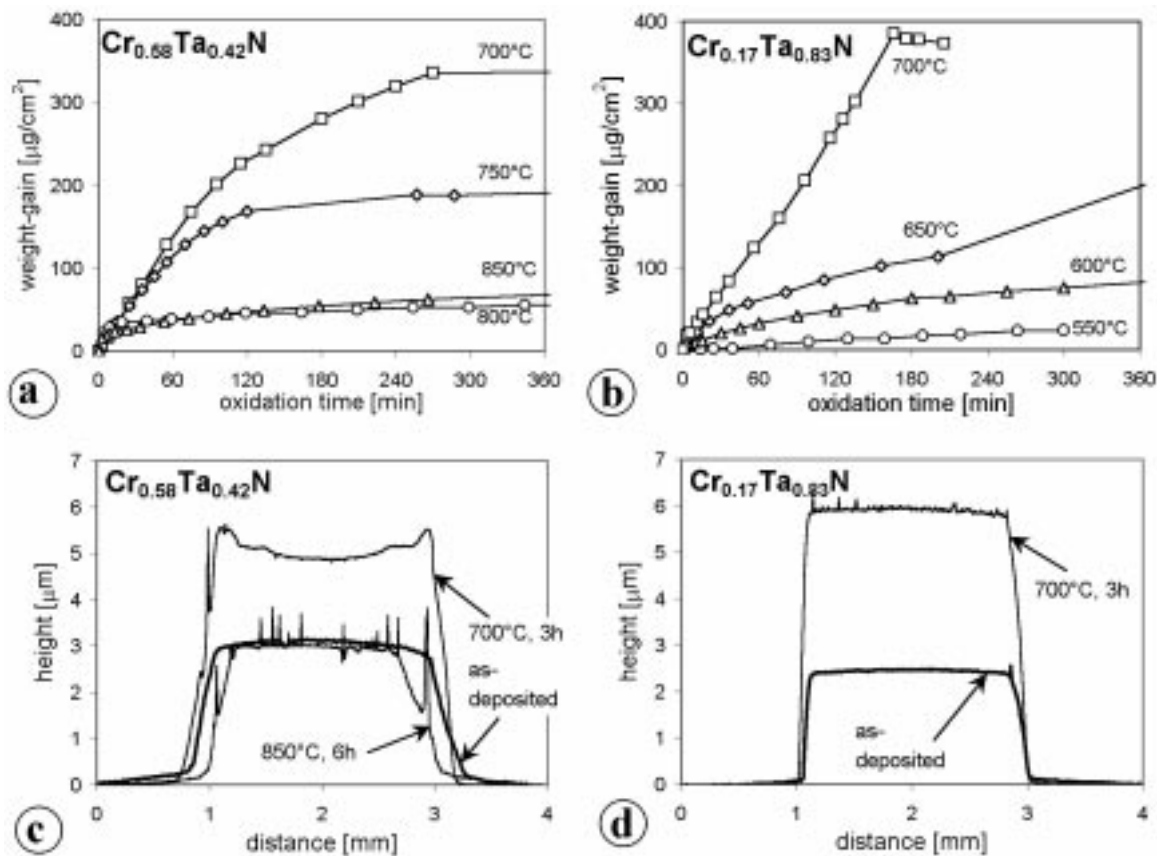 Cr0.58Ta0.42N
400
300
200
100
0
weight-gain [μg/cm²]
700°C
750°C
850°C
800°C
0 60 120 180 240 300 360
oxidation time [min]
a
Cr0.17Ta0.83N
400
300
200
100
0
weight-gain [μg/cm²]
700°C
650°C
600°C
550°C
0 60 120 180 240 300 360
oxidation time [min]
b
Cr0.58Ta0.42N
7
6
5
4
3
2
1
0
height [μm]
700°C, 3h
as-
deposited
850°C, 6h
0 1 2 3 4
distance [mm]
c
Cr0.17Ta0.83N
7
6
5
4
3
2
1
0
height [μm]
700°C, 3h
as-
deposited
0 1 2 3 4
distance [mm]
d